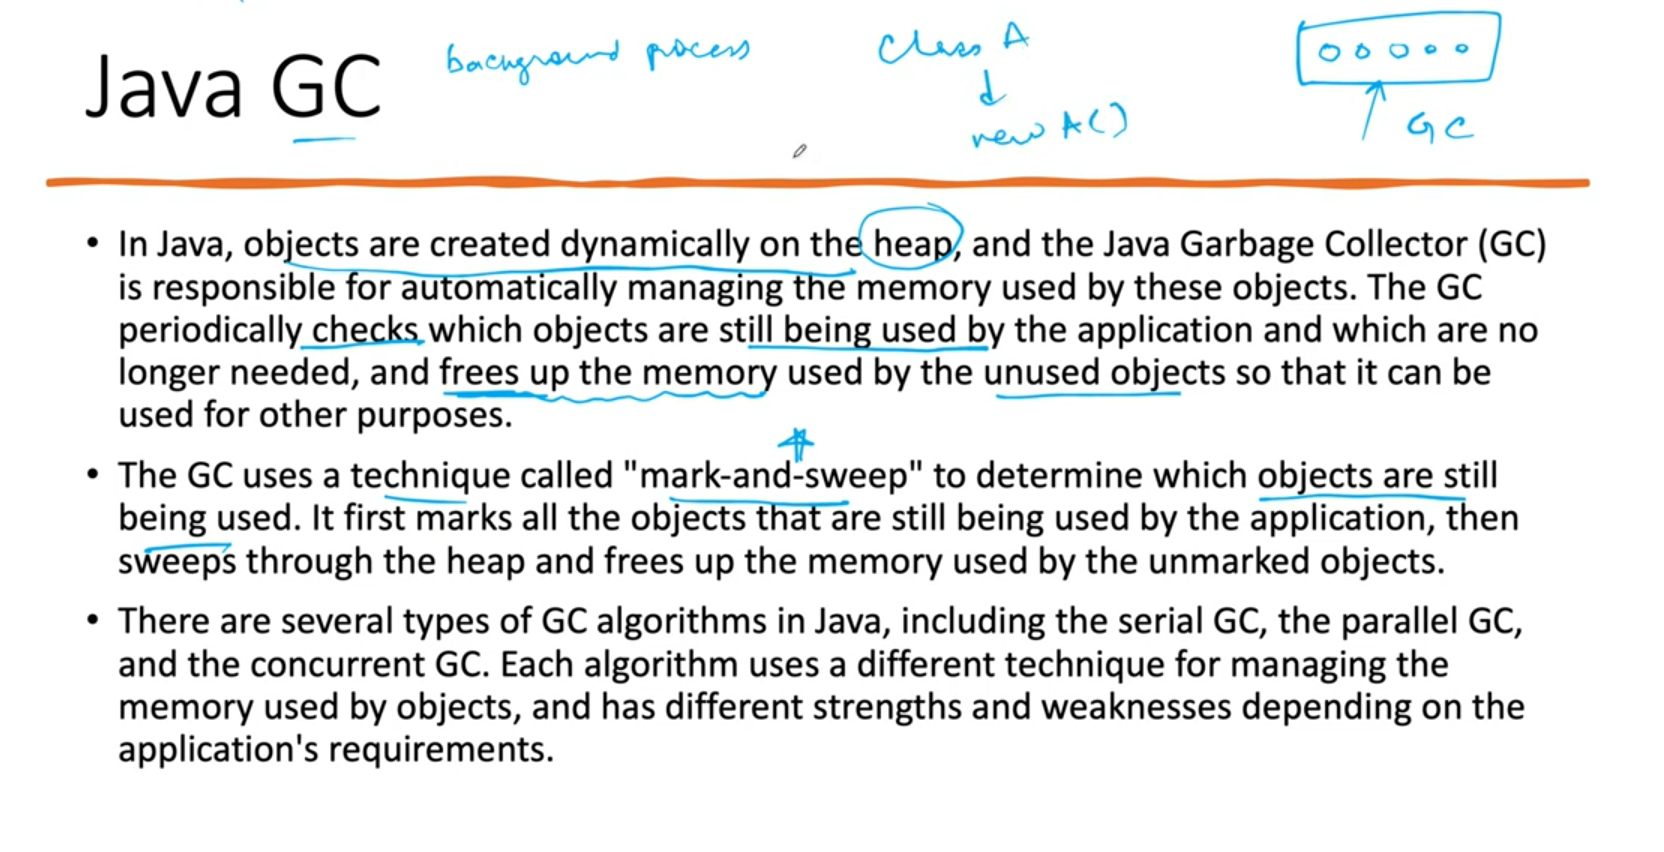 background process
Class A
Java GC
new A()
GC
• In Java, objects are created dynamically on the heap, and the Java Garbage Collector (GC)
is responsible for automatically managing the memory used by these objects. The GC
periodically checks which objects are still being used by the application and which are no
longer needed, and frees up the memory used by the unused objects so that it can be
used for other purposes.
• The GC uses a technique called "mark-and-sweep" to determine which objects are still
being used. It first marks all the objects that are still being used by the application, then
sweeps through the heap and frees up the memory used by the unmarked objects.
• There are several types of GC algorithms in Java, including the serial GC, the parallel GC,
and the concurrent GC. Each algorithm uses a different technique for managing the
memory used by objects, and has different strengths and weaknesses depending on the
application's requirements.